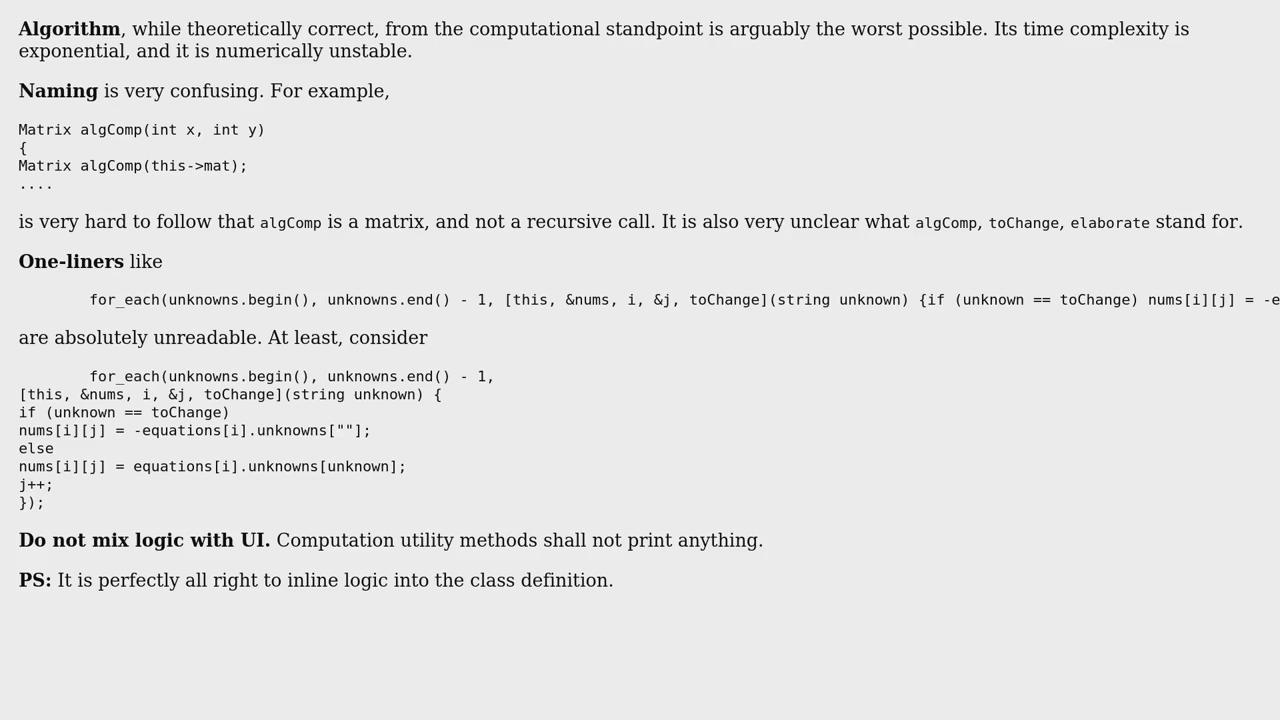 Algorithm, while theoretically correct, from the computational standpoint is arguably the worst possible. Its time complexity is
exponential, and it is numerically unstable.
Naming is very confusing. For example,
Matrix algComp(int x, int y)
{
Matrix algComp(this->mat);
....
is very hard to follow that algComp is a matrix, and not a recursive call. It is also very unclear what algComp, toChange, elaborate stand for.
One-liners like
for_each(unknowns.begin(), unknowns.end() - 1, [this, &nums, i, &j, toChange](string unknown) {if (unknown == toChange) nums[i][j] = -e
are absolutely unreadable. At least, consider
for_each(unknowns.begin(), unknowns.end() - 1,
[this, &nums, i, &j, toChange](string unknown) {
if (unknown == toChange)
nums[i][j] = -equations[i].unknowns[""];
else
nums[i][j] = equations[i].unknowns[unknown];
j++;
});
Do not mix logic with UI. Computation utility methods shall not print anything.
PS: It is perfectly all right to inline logic into the class definition.